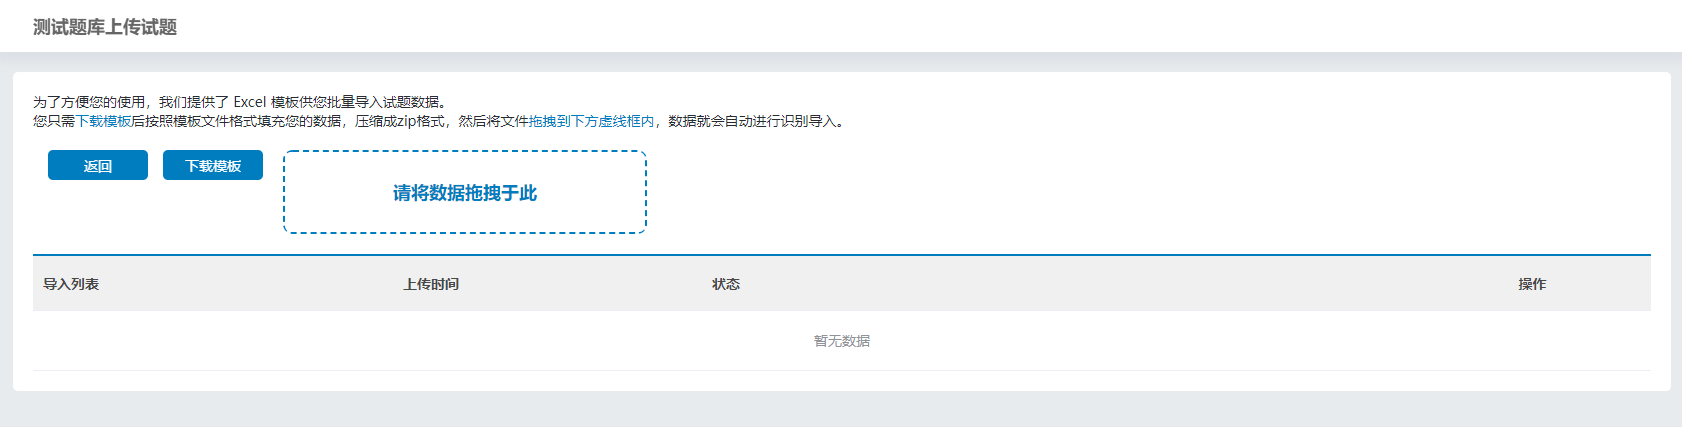 测试题库上传试题
为了方便您的使用，我们提供了 Excel 模板供您批量导入试题数据。
您只需下载模板后按照模板文件格式填充您的数据，压缩成zip格式，然后将文件拖拽到下方虚线框内，数据就会自动进行识别导入。
返回 下载模板 请将数据拖拽于此
导入列表 上传时间 状态 操作
暂无数据